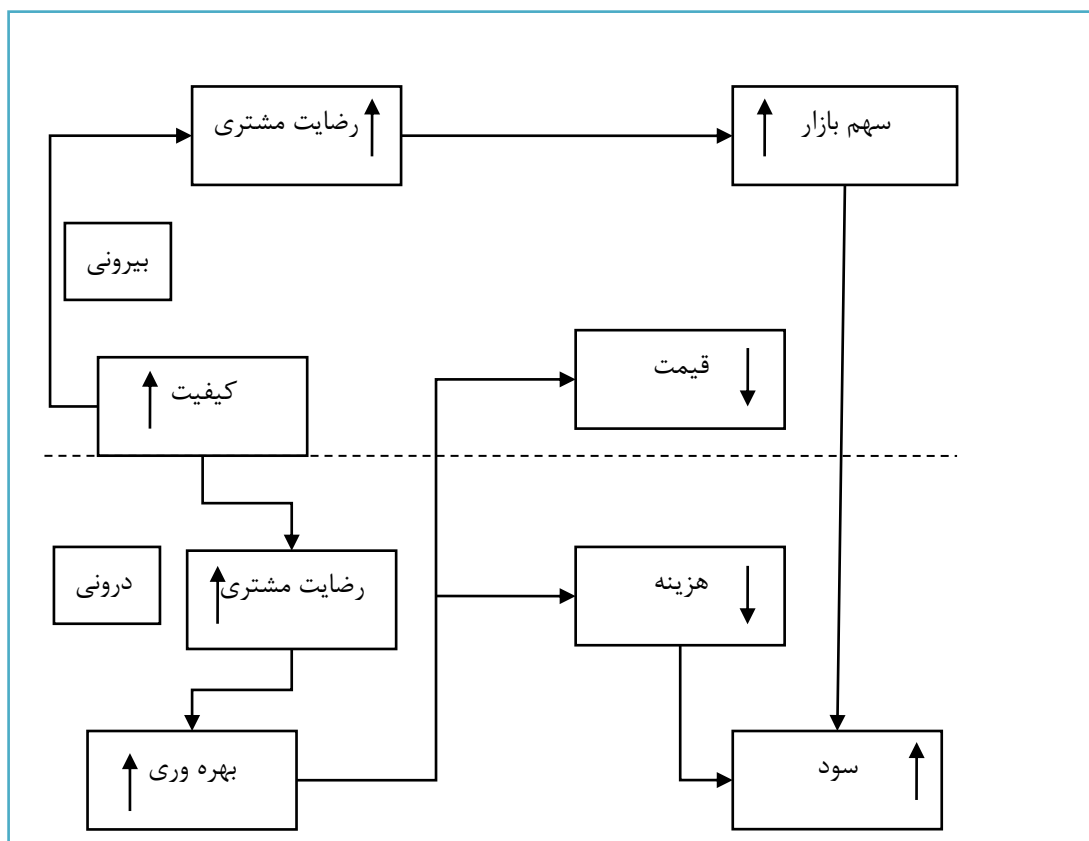 رضایت مشتری
سهم بازار
بیرونی
قیمت
کیفیت
درونی
رضایت مشتری
هزینه
بهره وری
سود